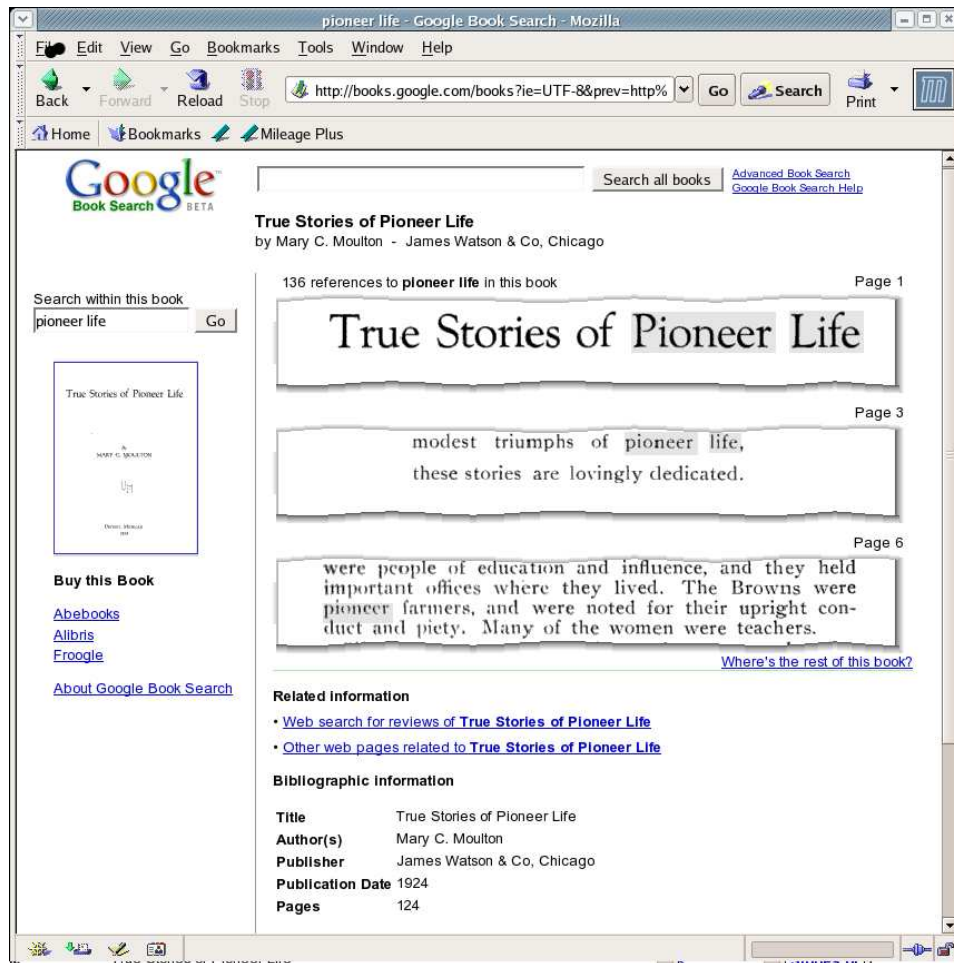 pioneer life - Google Book Search - Mozilla
Edit View Go Bookmarks Tools Window Help
Back Forward Reload Stop http://books.google.com/books?ie=UTF-8&prev=http% Go Search Print
Home Bookmarks Mileage Plus
Google™
Book Search BETA
Search all books
Advanced Book Search
Google Book Search Help
True Stories of Pioneer Life
by Mary C. Moulton - James Watson & Co, Chicago
Search within this book
pioneer life Go
True Stories of Pioneer Life
By
MARY C. MOULTON
Buy this Book
Abebooks
Alibris
Froogle
About Google Book Search
136 references to pioneer life in this book
Page 1
True Stories of Pioneer Life
Page 3
modest triumphs of pioneer life,
these stories are lovingly dedicated.
Page 6
were people of education and influence, and they held
important offices where they lived. The Browns were
pioneer farmers, and were noted for their upright con-
duct and piety. Many of the women were teachers.
Where's the rest of this book?
Related information
• Web search for reviews of True Stories of Pioneer Life
• Other web pages related to True Stories of Pioneer Life
Bibliographic information
Title True Stories of Pioneer Life
Author(s) Mary C. Moulton
Publisher James Watson & Co, Chicago
Publication Date 1924
Pages 124